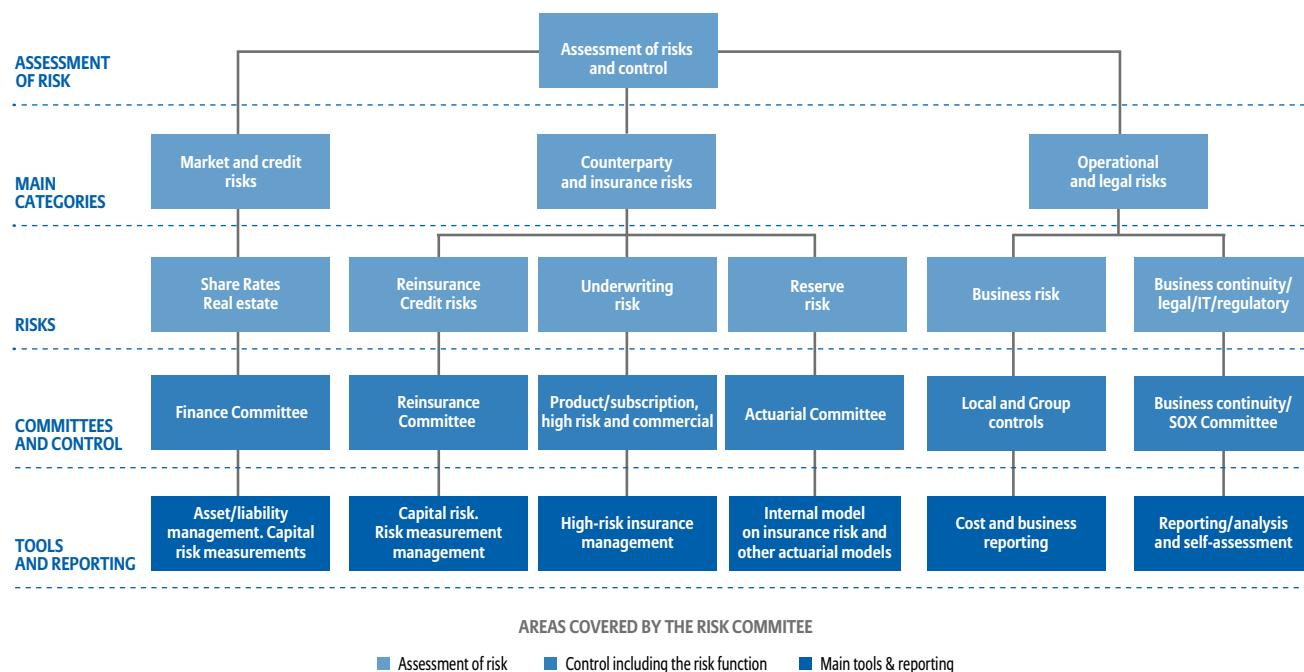 ASSESSMENT
OF RISK
Assessment of risks
and control
MAIN
CATEGORIES
Market and credit
risks
Counterparty
and insurance risks
Operational
and legal risks
RISKS
Share Rates
Real estate
Reinsurance
Credit risks
Underwriting
risk
Reserve
risk
Business risk
Business continuity/
legal/IT/regulatory
COMMITTEES
AND CONTROL
Finance Committee
Reinsurance
Committee
Product/subscription,
high risk and commercial
Actuarial Committee
Local and Group
controls
Business continuity/
SOX Committee
TOOLS
AND REPORTING
Asset/liability
management. Capital
risk measurements
Capital risk.
Risk measurement
management
High-risk insurance
management
Internal model
on insurance risk and
other actuarial models
Cost and business
reporting
Reporting/analysis
and self-assessment
AREAS COVERED BY THE RISK COMMITEE
Assessment of risk
Control including the risk function
Main tools & reporting